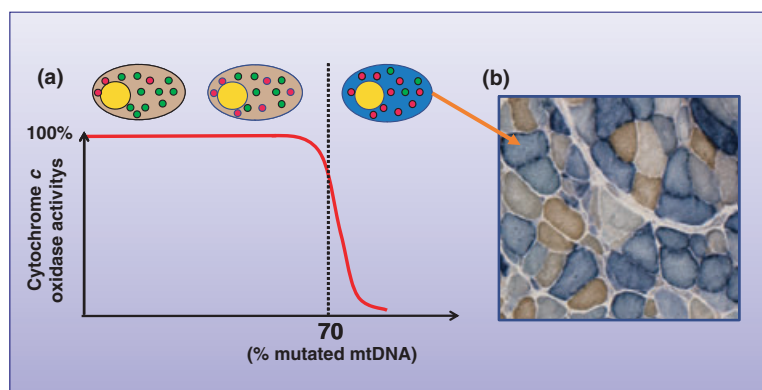 (a)
(b)
100%
Cytochrome c
oxidase activitys
70
(% mutated mtDNA)